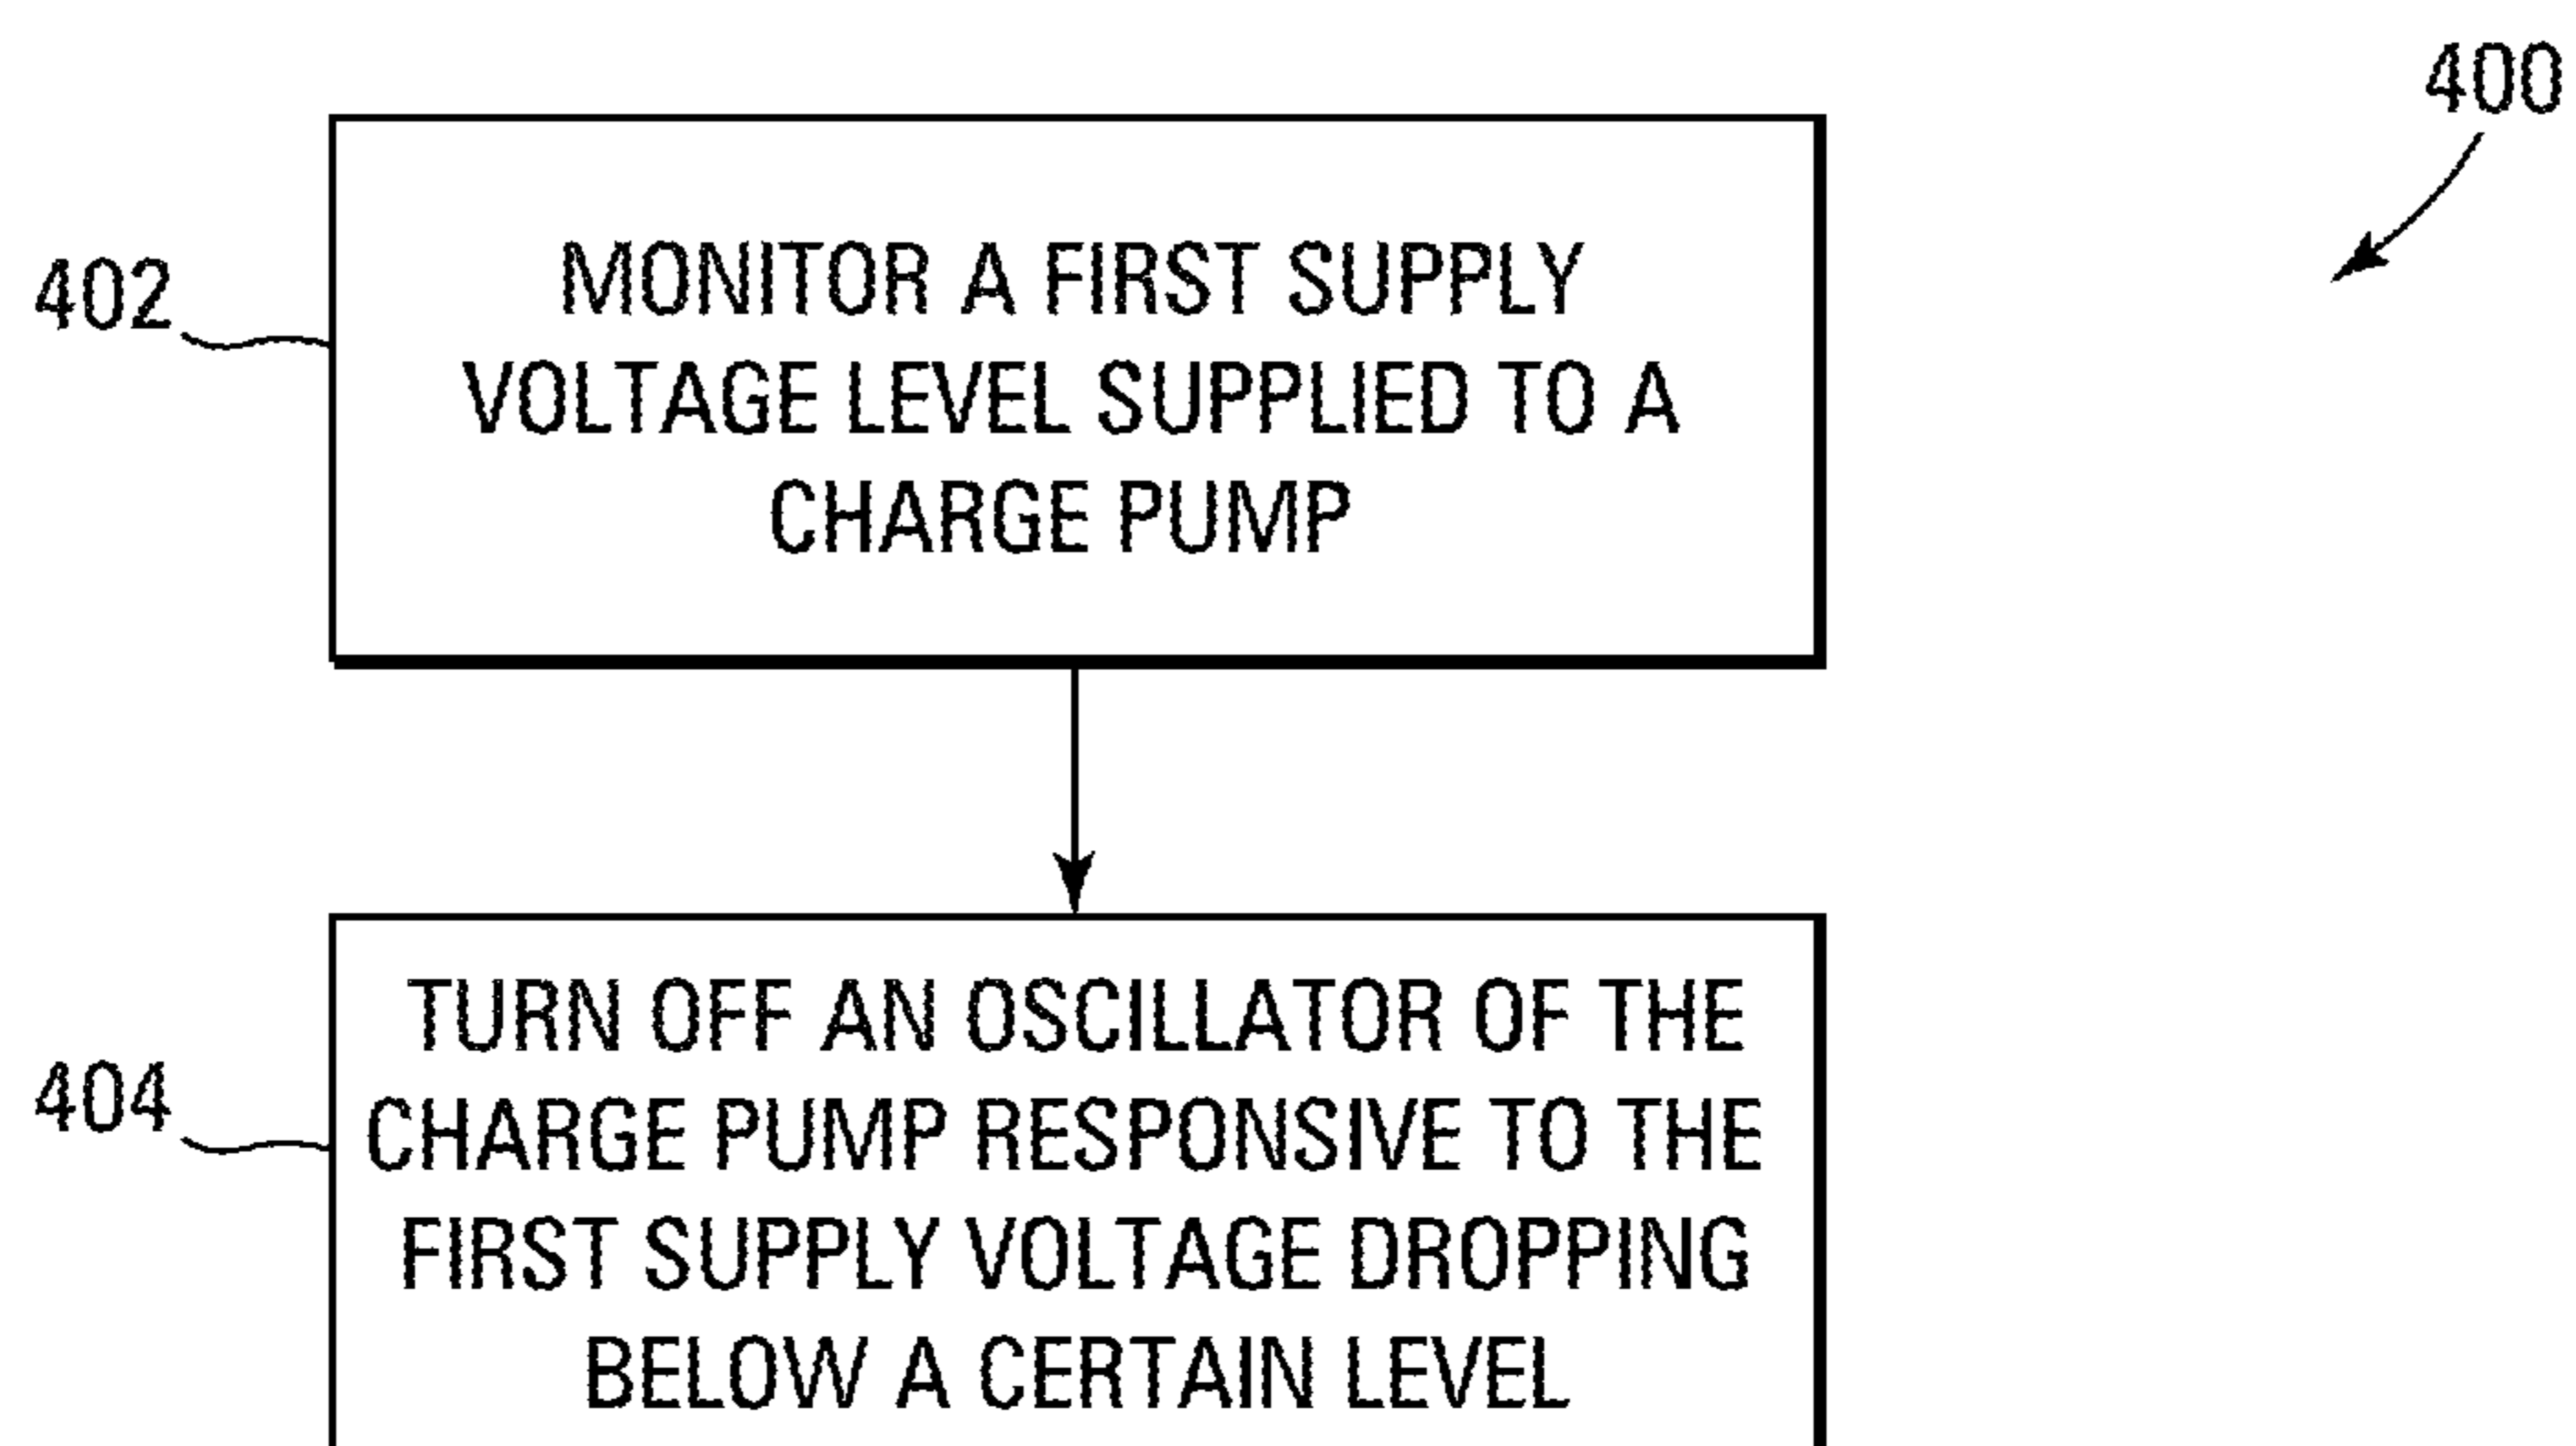 400
402
MONITOR A FIRST SUPPLY
VOLTAGE LEVEL SUPPLIED TO A
CHARGE PUMP
404
TURN OFF AN OSCILLATOR OF THE
CHARGE PUMP RESPONSIVE TO THE
FIRST SUPPLY VOLTAGE DROPPING
BELOW A CERTAIN LEVEL